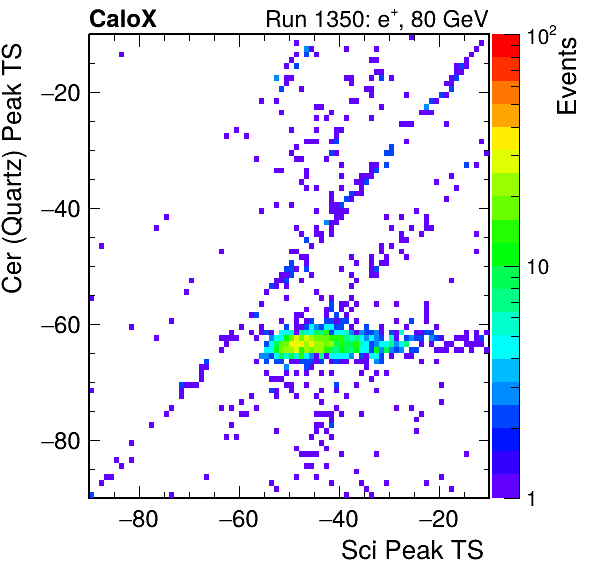 CaloX Run 1350: e⁺, 80 GeV
Cer (Quartz) Peak TS
−20
−40
−60
−80
−80 −60 −40 −20
Sci Peak TS
10²
10
1
Events